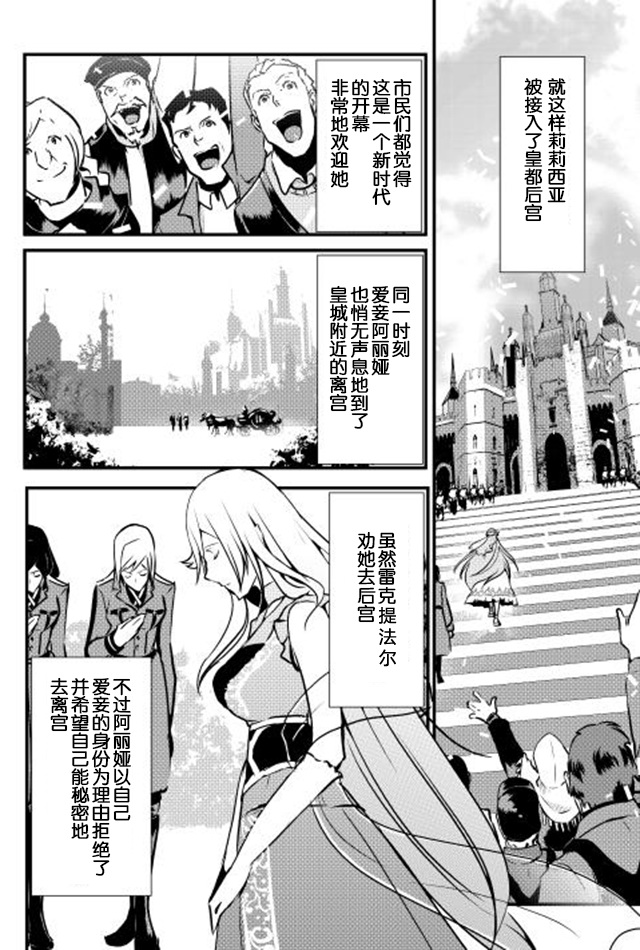 就这样莉莉西亚
被接入了皇都后宫
市民们都觉得
这是一个新时代
的开幕
非常地欢迎她
同一时刻
爱妾阿丽娅
也悄无声息地到了
皇城附近的离宫
虽然雷克提法尔
劝她去后宫
不过阿丽娅以自己
爱妾的身份为理由拒绝了
并希望自己能秘密地
去离宫